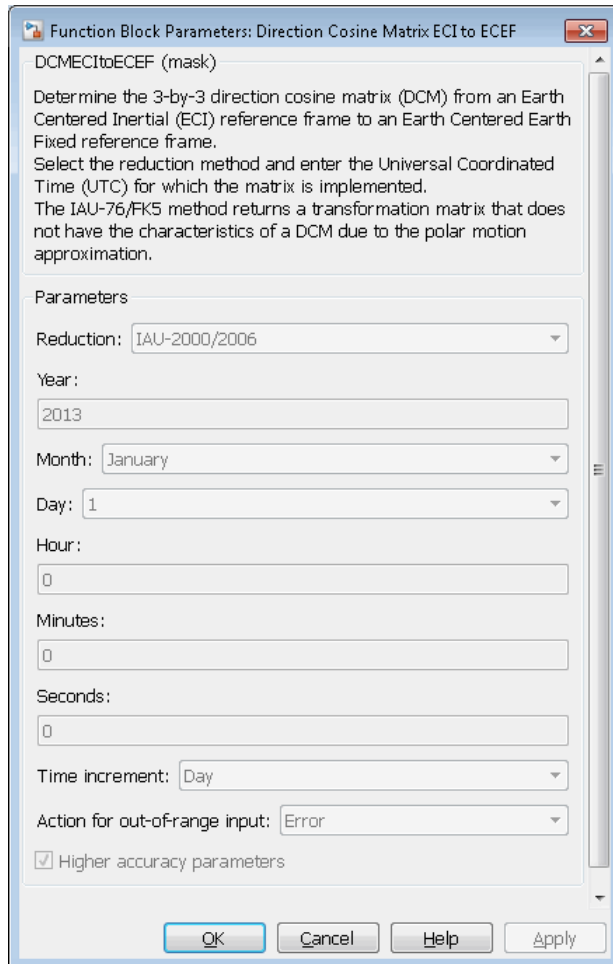 Function Block Parameters: Direction Cosine Matrix ECI to ECEF
DCMECItoECEF (mask)
Determine the 3-by-3 direction cosine matrix (DCM) from an Earth
Centered Inertial (ECI) reference frame to an Earth Centered Earth
Fixed reference frame.
Select the reduction method and enter the Universal Coordinated
Time (UTC) for which the matrix is implemented.
The IAU-76/FK5 method returns a transformation matrix that does
not have the characteristics of a DCM due to the polar motion
approximation.
Parameters
Reduction: IAU-2000/2006
Year:
2013
Month: January
Day: 1
Hour:
0
Minutes:
0
Seconds:
0
Time increment: Day
Action for out-of-range input: Error
Higher accuracy parameters
OK Cancel Help Apply